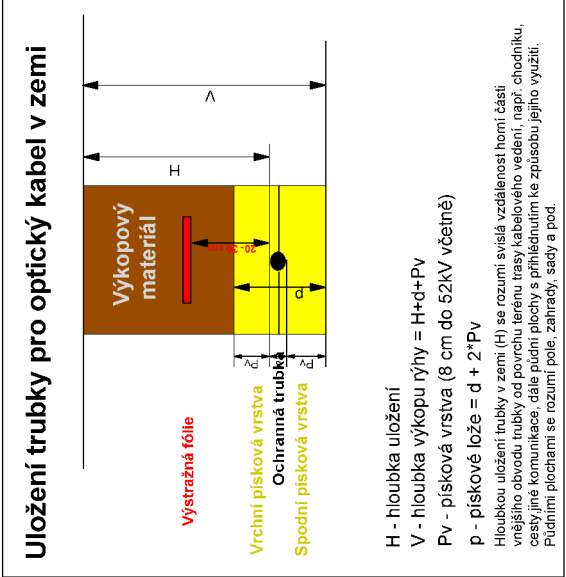 Uložení trubky pro optický kabel v zemi
V
H
Výkopový
materiál
20-30 cm
p
Pv
Pv
Výstražná fólie
Vrchní písková vrstva
Ochranná trubka
Spodní písková vrstva
H - hloubka uložení
V - hloubka výkopu rýhy = H+d+Pv
Pv - písková vrstva (8 cm do 52kV včetně)
p - pískové lože = d + 2*Pv
Hloubkou uložení trubky v zemi (H) se rozumí svislá vzdálenost horní části
vnějšího obvodu trubky od povrchu terénu trasy kabelového vedení, např. chodníku,
cesty,jiné komunikace, dále půdní plochy s přihlédnutím ke způsobu jejího využití.
Půdními plochami se rozumí pole, zahrady, sady a pod.